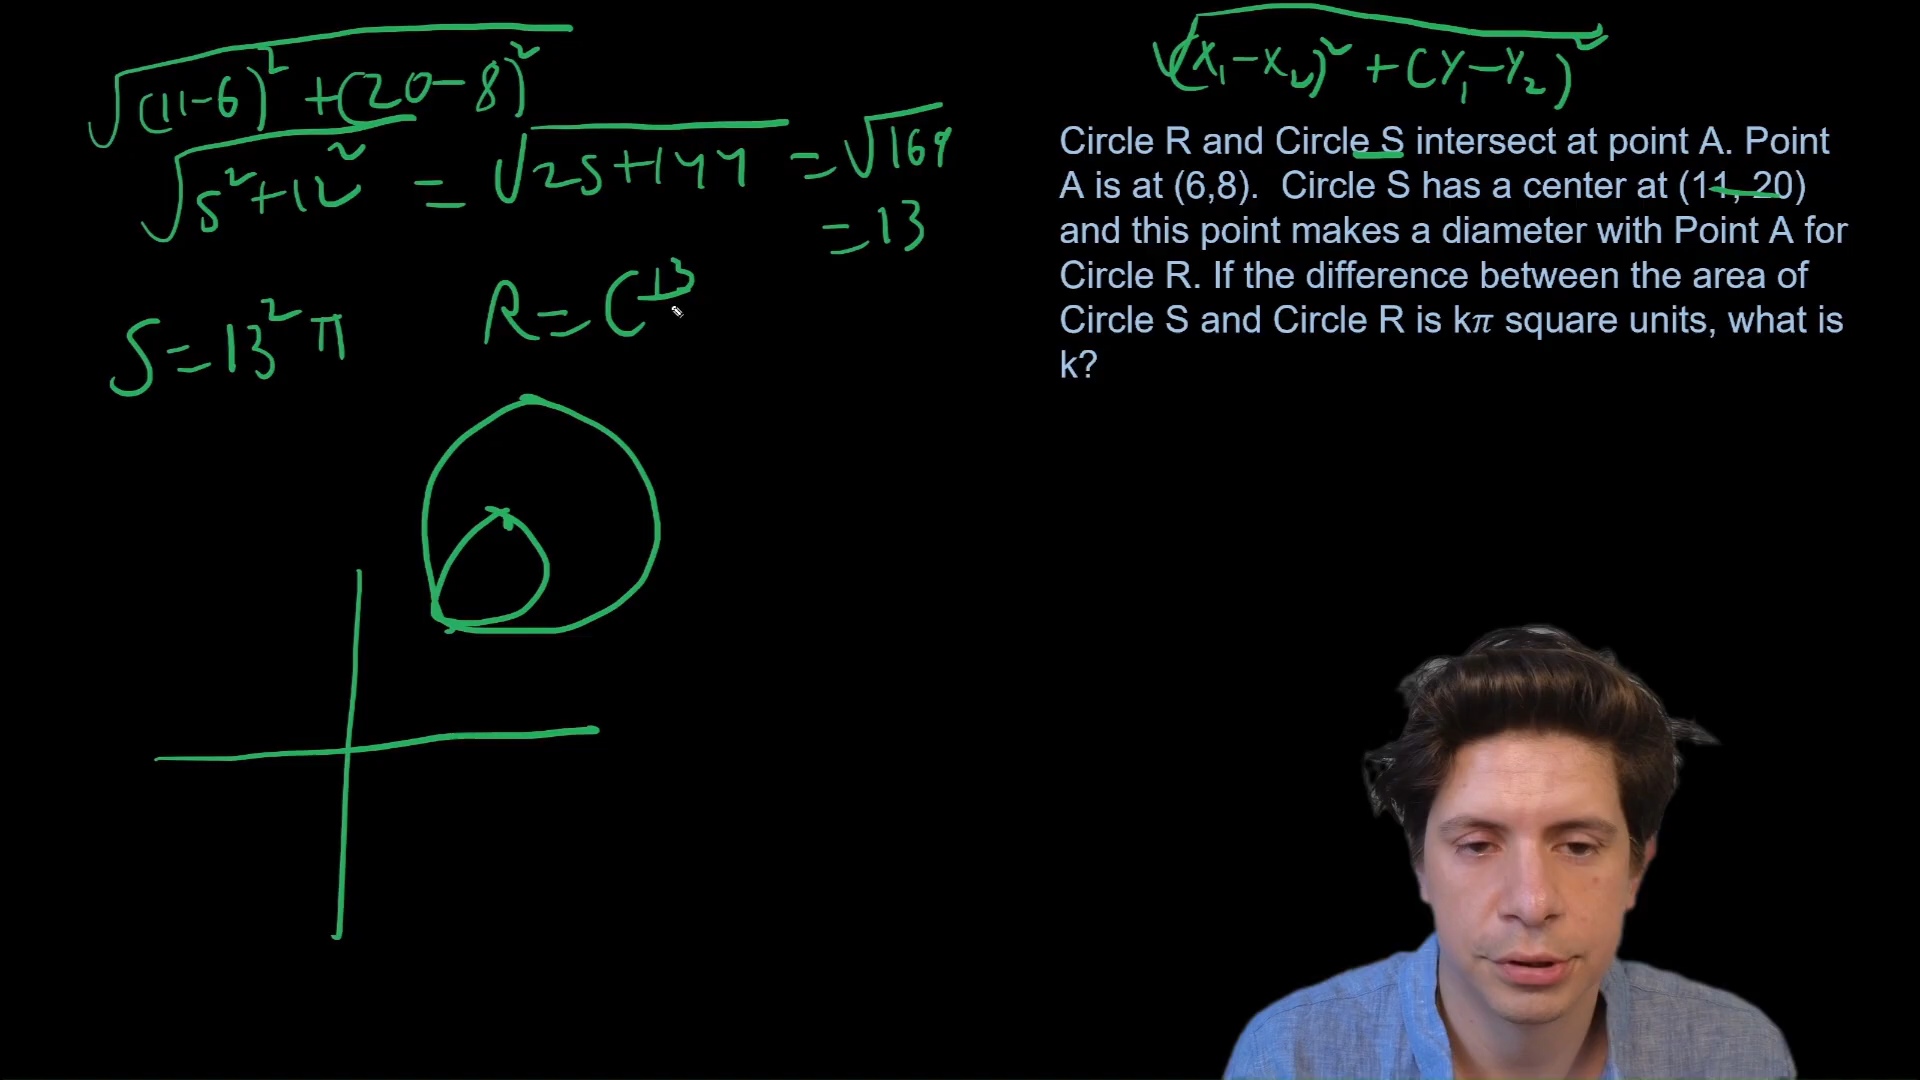 √(11-6)² + (20-8)²
√5² + 12² = √25+144 = √169
= 13
S = 13² π R = (13
√(x₁-x₂)² + (y₁-y₂)²
Circle R and Circle S intersect at point A. Point
A is at (6,8). Circle S has a center at (11, 20)
and this point makes a diameter with Point A for
Circle R. If the difference between the area of
Circle S and Circle R is kπ square units, what is
k?